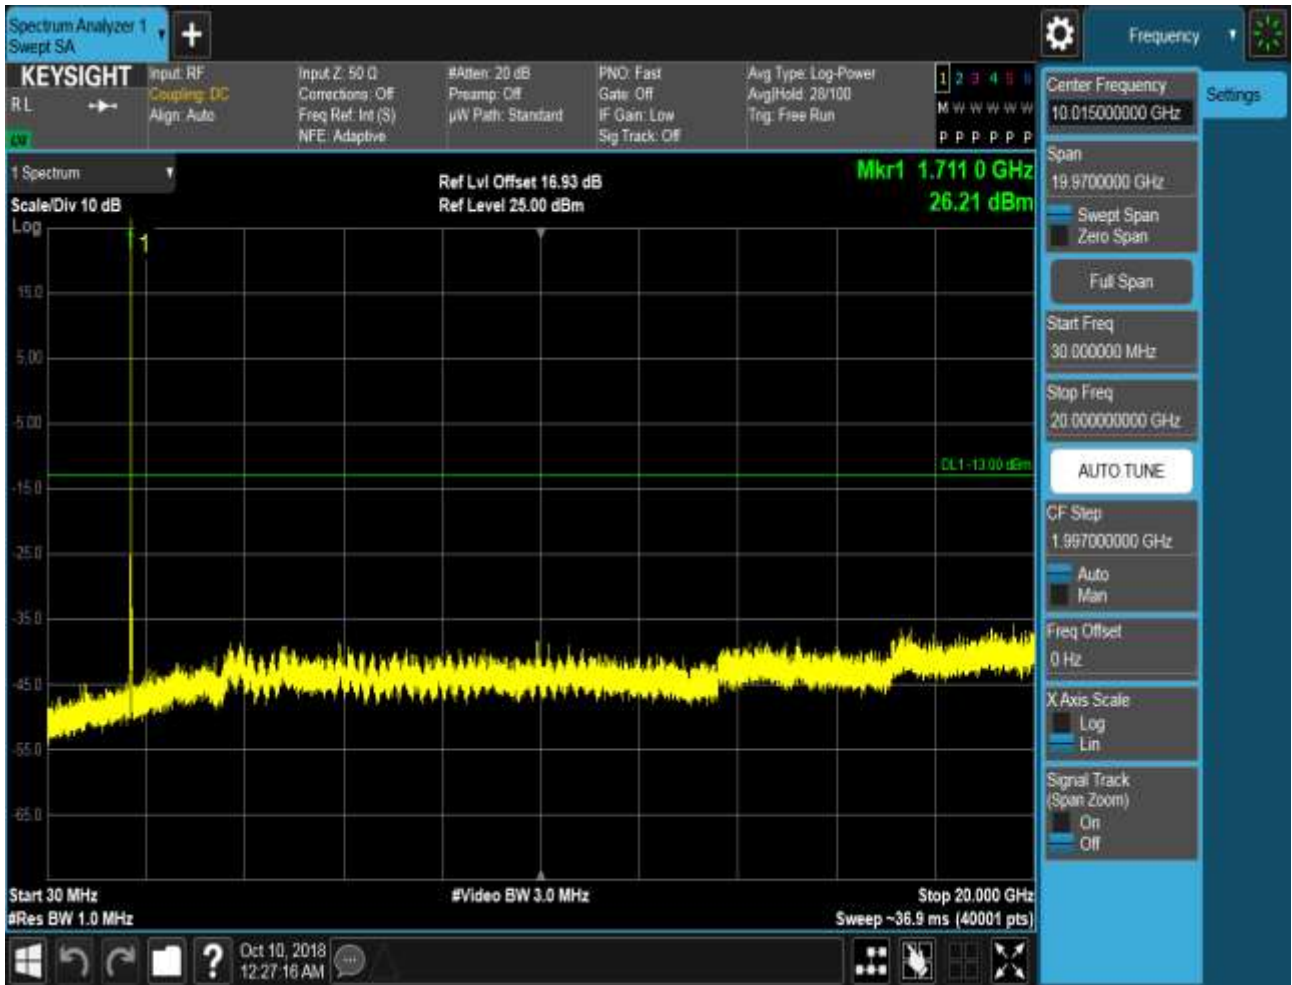 Spectrum Analyzer 1
Swept SA
+
Frequency
KEYSIGHT
RL
Input: RF
Coupling: DC
Align: Auto
Input Z: 50 Ω
Corrections: Off
Freq Ref: Int (S)
NFE: Adaptive
#Atten: 20 dB
Preamp: Off
µW Path: Standard
PNO: Fast
Gate: Off
IF Gain: Low
Sig Track: Off
Avg Type: Log-Power
Avg|Hold: 28/100
Trig: Free Run
1 2 3 4 5 6
M W W W W W
P P P P P P
1 Spectrum
Scale/Div 10 dB
Log
Ref Lvl Offset 16.93 dB
Ref Level 25.00 dBm
Mkr1 1.711 0 GHz
26.21 dBm
1
15.0
5.00
-5.00
DL1 -13.00 dBm
-15.0
-25.0
-35.0
-45.0
-55.0
-65.0
Start 30 MHz
#Res BW 1.0 MHz
#Video BW 3.0 MHz
Stop 20.000 GHz
Sweep ~36.9 ms (40001 pts)
?
Oct 10, 2018
12:27:16 AM
Center Frequency
10.015000000 GHz
Settings
Span
19.9700000 GHz
Swept Span
Zero Span
Full Span
Start Freq
30.000000 MHz
Stop Freq
20.000000000 GHz
AUTO TUNE
CF Step
1.997000000 GHz
Auto
Man
Freq Offset
0 Hz
X Axis Scale
Log
Lin
Signal Track
(Span Zoom)
On
Off